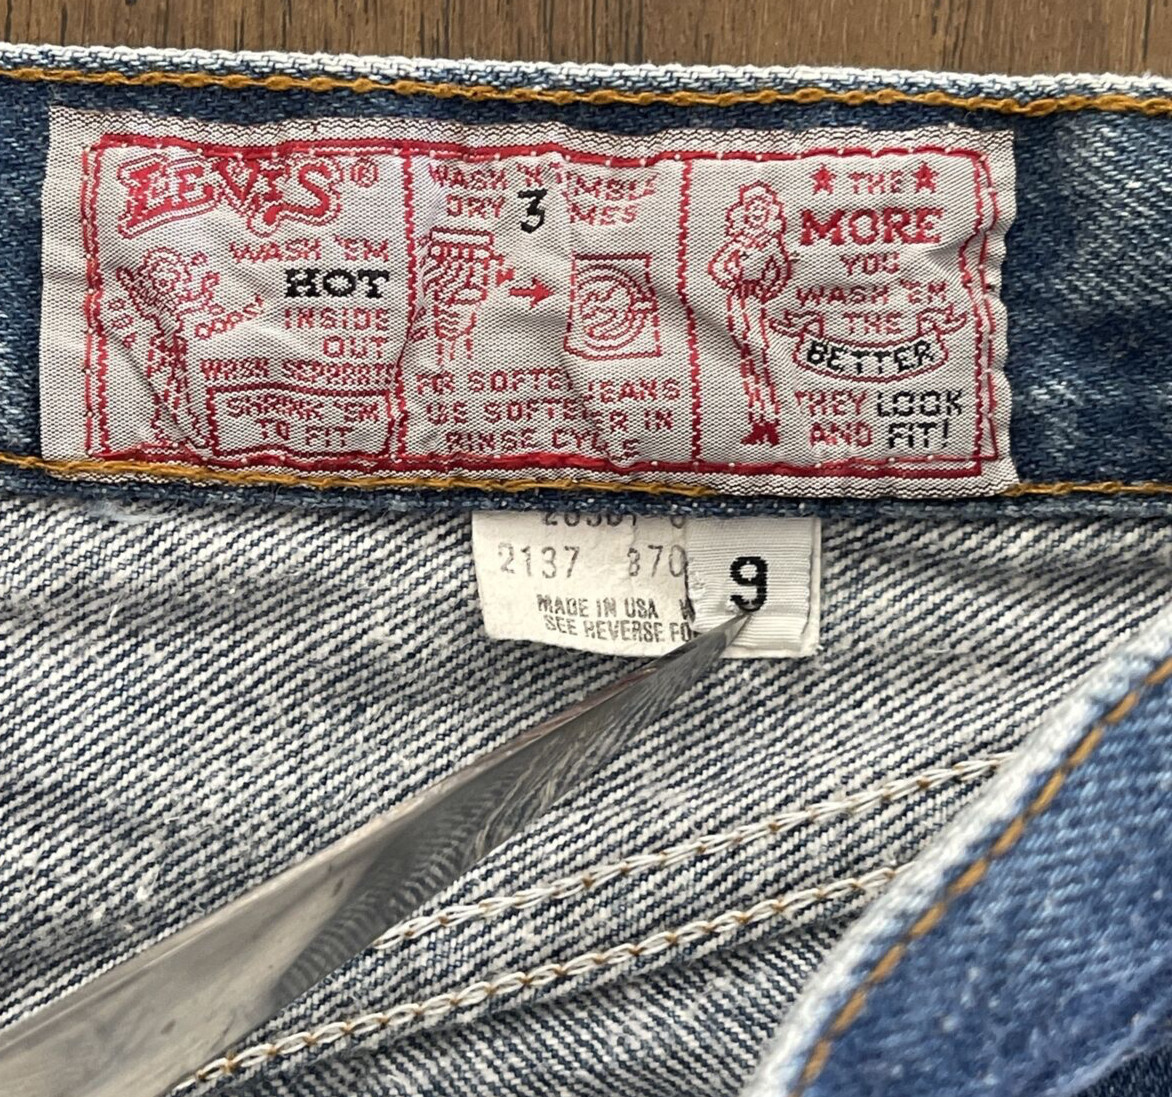 LEVI'S®
WASH 'EM
HOT
INSIDE
OUT
OOPS
WASH SEPARATE
SHRINK 'EM
TO FIT
WASH 'N TUMBLE
DRY 3 TIMES
FOR SOFTER JEANS
USE SOFTENER IN
RINSE CYCLE
THE
MORE
YOU
WASH 'EM
THE
BETTER
THEY LOOK
AND FIT!
2137 370
MADE IN USA W
SEE REVERSE FO
9